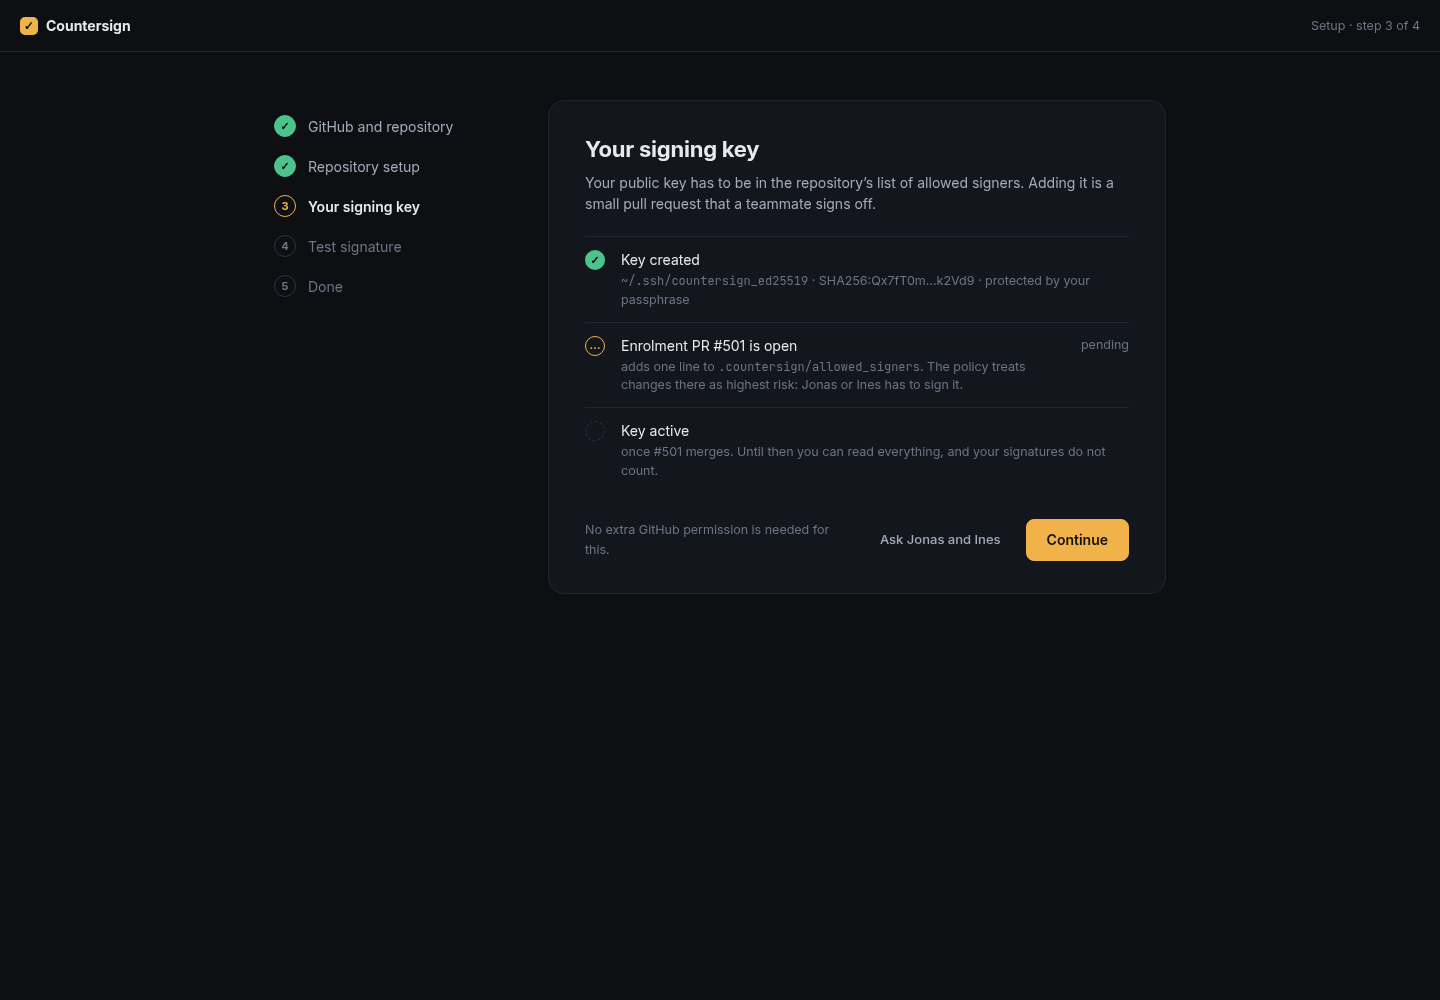 ✓ Countersign
Setup · step 3 of 4
✓ GitHub and repository
✓ Repository setup
3 Your signing key
4 Test signature
5 Done
Your signing key
Your public key has to be in the repository’s list of allowed signers. Adding it is a
small pull request that a teammate signs off.
✓ Key created
~/.ssh/countersign_ed25519 · SHA256:Qx7fT0m…k2Vd9 · protected by your
passphrase
… Enrolment PR #501 is open
pending
adds one line to .countersign/allowed_signers. The policy treats
changes there as highest risk: Jonas or Ines has to sign it.
Key active
once #501 merges. Until then you can read everything, and your signatures do not
count.
No extra GitHub permission is needed for
this.
Ask Jonas and Ines
Continue